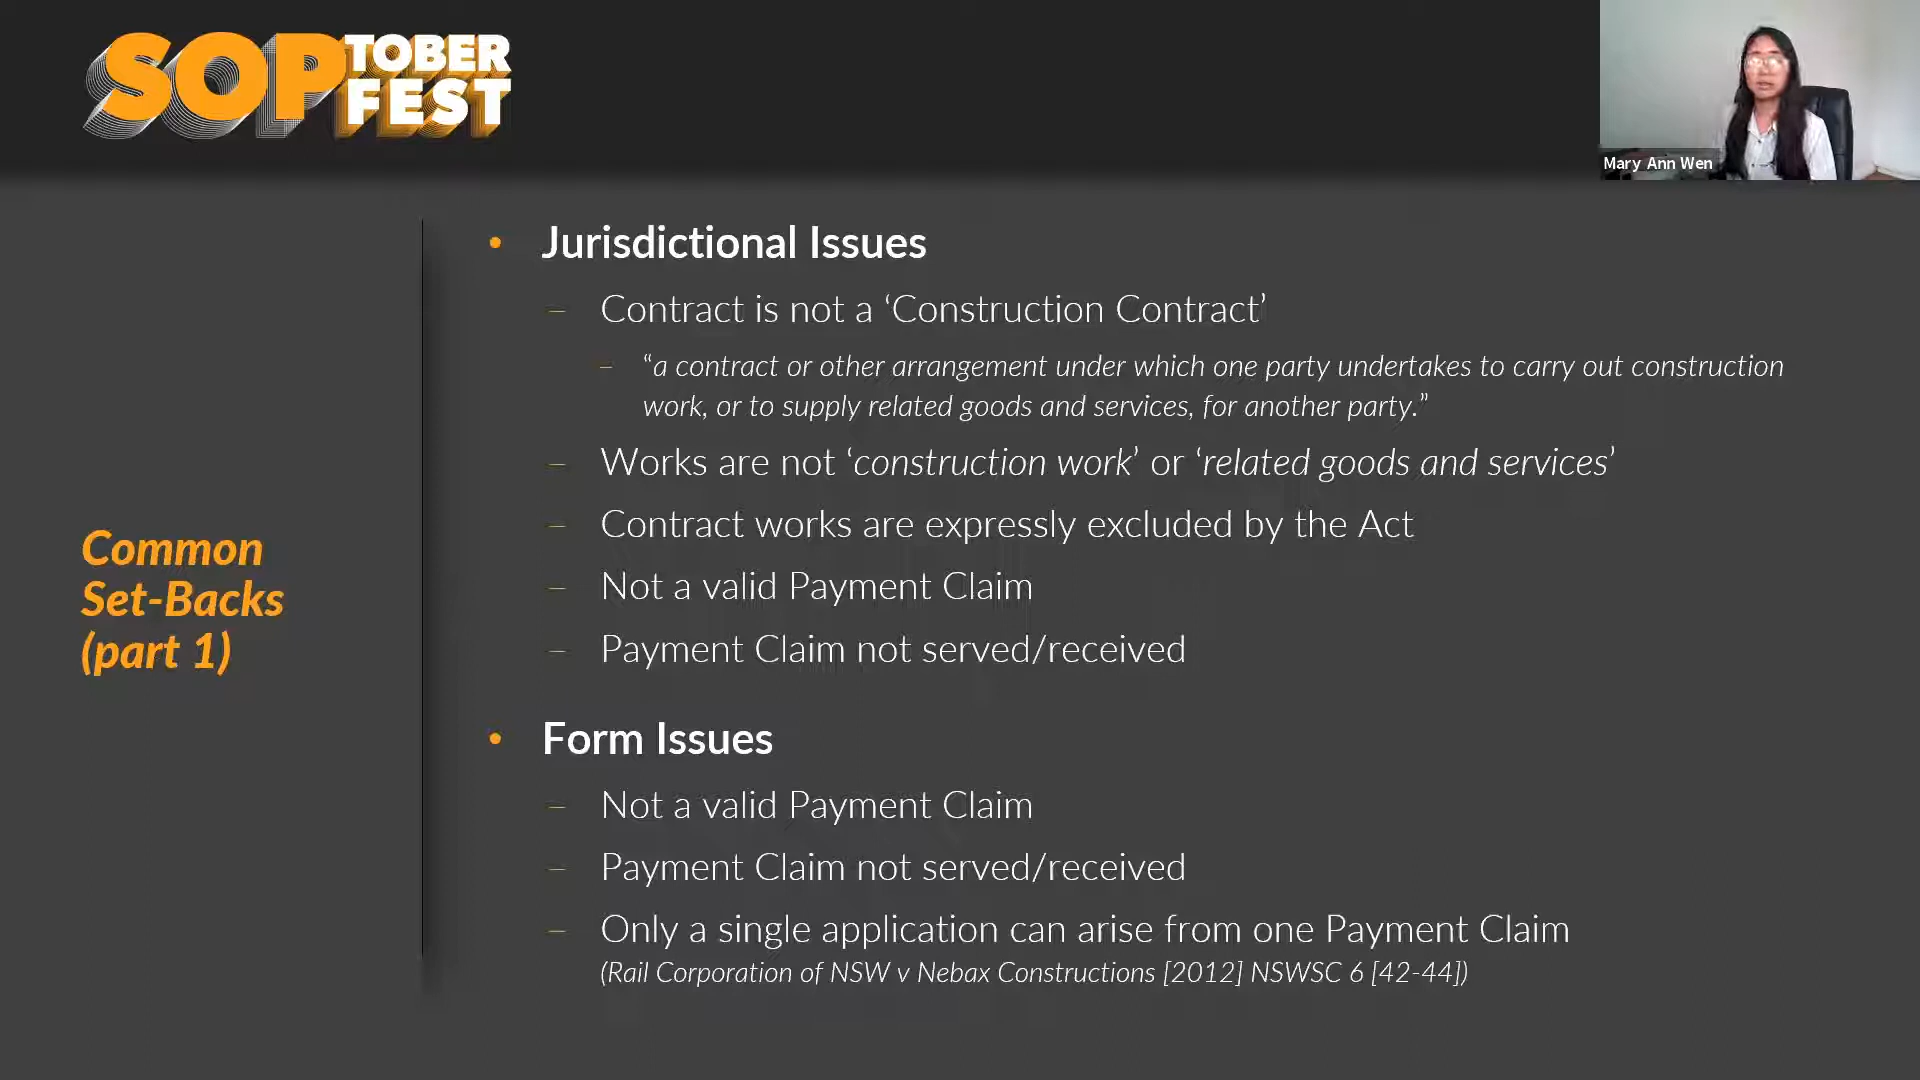 SOPTOBER
FEST
Mary Ann Wen
Common
Set-Backs
(part 1)
• Jurisdictional Issues
– Contract is not a ‘Construction Contract’
– “a contract or other arrangement under which one party undertakes to carry out construction
work, or to supply related goods and services, for another party.”
– Works are not ‘construction work’ or ‘related goods and services’
– Contract works are expressly excluded by the Act
– Not a valid Payment Claim
– Payment Claim not served/received
• Form Issues
– Not a valid Payment Claim
– Payment Claim not served/received
– Only a single application can arise from one Payment Claim
(Rail Corporation of NSW v Nebax Constructions [2012] NSWSC 6 [42-44])